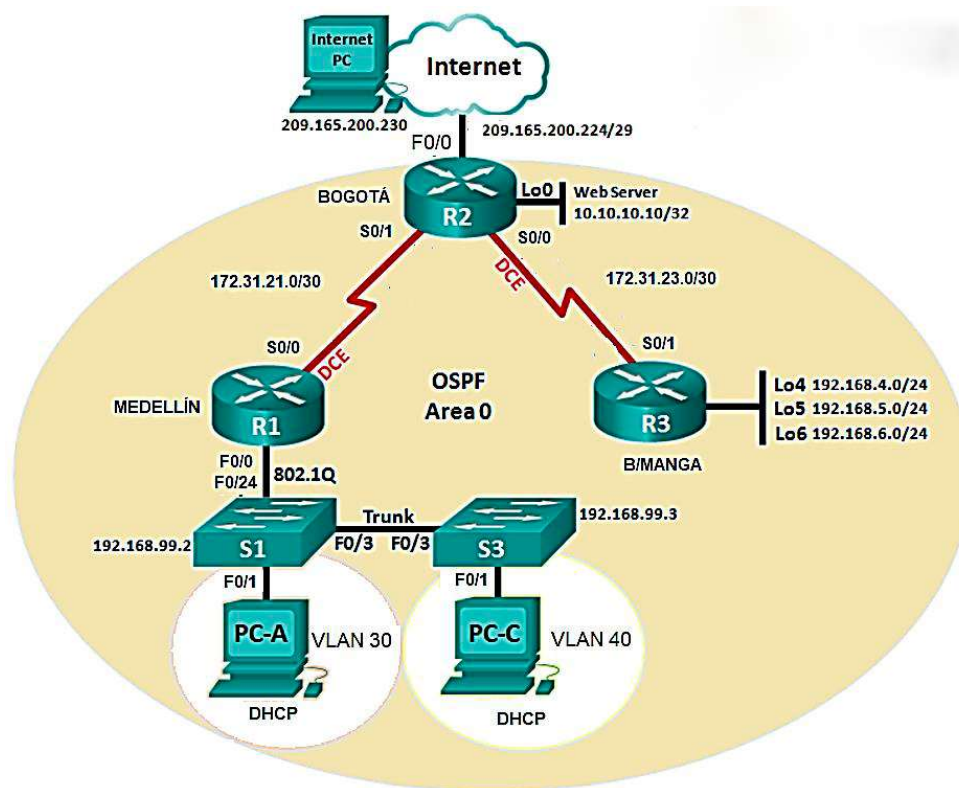 Internet
PC
Internet
209.165.200.230
209.165.200.224/29
F0/0
BOGOTÁ
R2
Lo0
Web Server
10.10.10.10/32
S0/1
S0/0
DCE
172.31.21.0/30
172.31.23.0/30
S0/0
DCE
S0/1
OSPF
Area 0
MEDELLÍN
R1
R3
B/MANGA
Lo4 192.168.4.0/24
Lo5 192.168.5.0/24
Lo6 192.168.6.0/24
F0/0
F0/24
802.1Q
Trunk
192.168.99.2
S1
F0/3
F0/3
S3
192.168.99.3
F0/1
F0/1
PC-A
VLAN 30
PC-C
VLAN 40
DHCP
DHCP